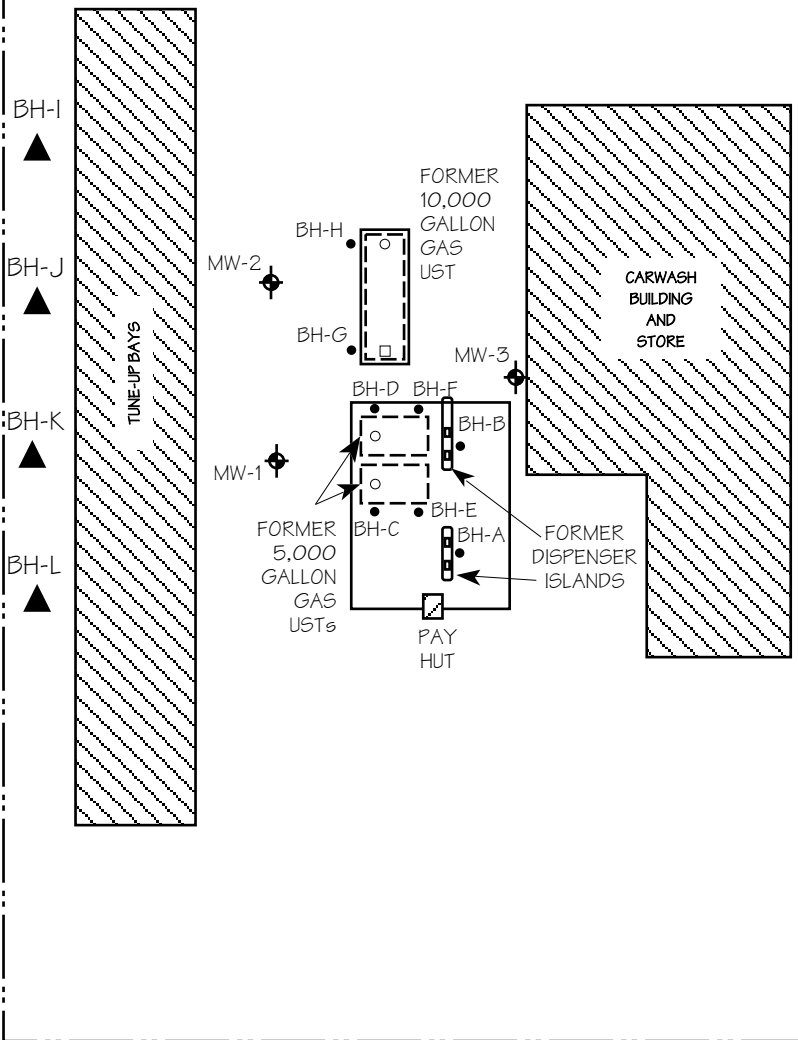 BH-I
FORMER
10,000
GALLON
GAS
UST
BH-H
MW-2
BH-J
CARWASH
BUILDING
AND
STORE
TUNE-UP BAYS
BH-G
MW-3
BH-D
BH-F
BH-K
BH-B
MW-1
BH-E
BH-C
FORMER
5,000
GALLON
GAS
USTs
BH-A
FORMER
DISPENSER
ISLANDS
BH-L
PAY
HUT